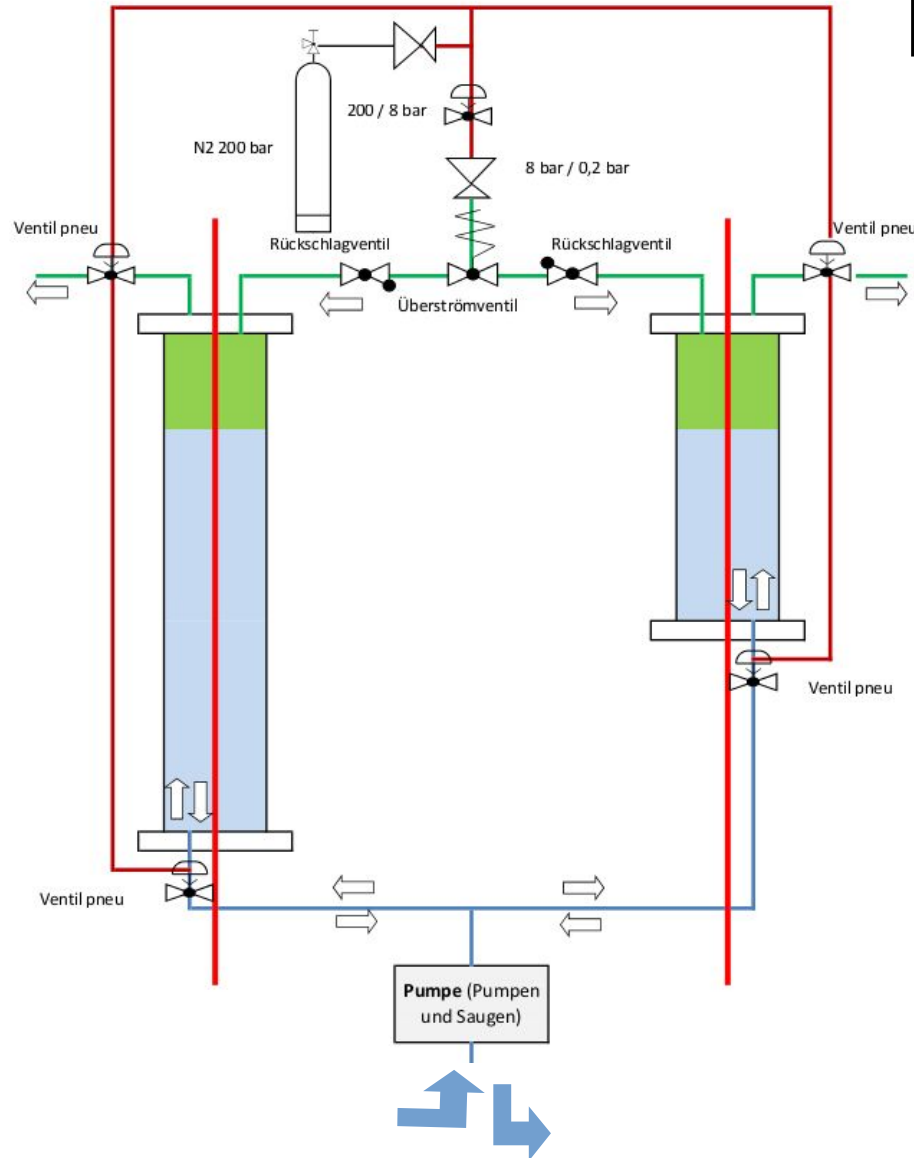 200 / 8 bar
N2 200 bar
8 bar / 0,2 bar
Ventil pneu
Rückschlagventil
Rückschlagventil
Ventil pneu
Überströmventil
Ventil pneu
Ventil pneu
Pumpe (Pumpen
und Saugen)